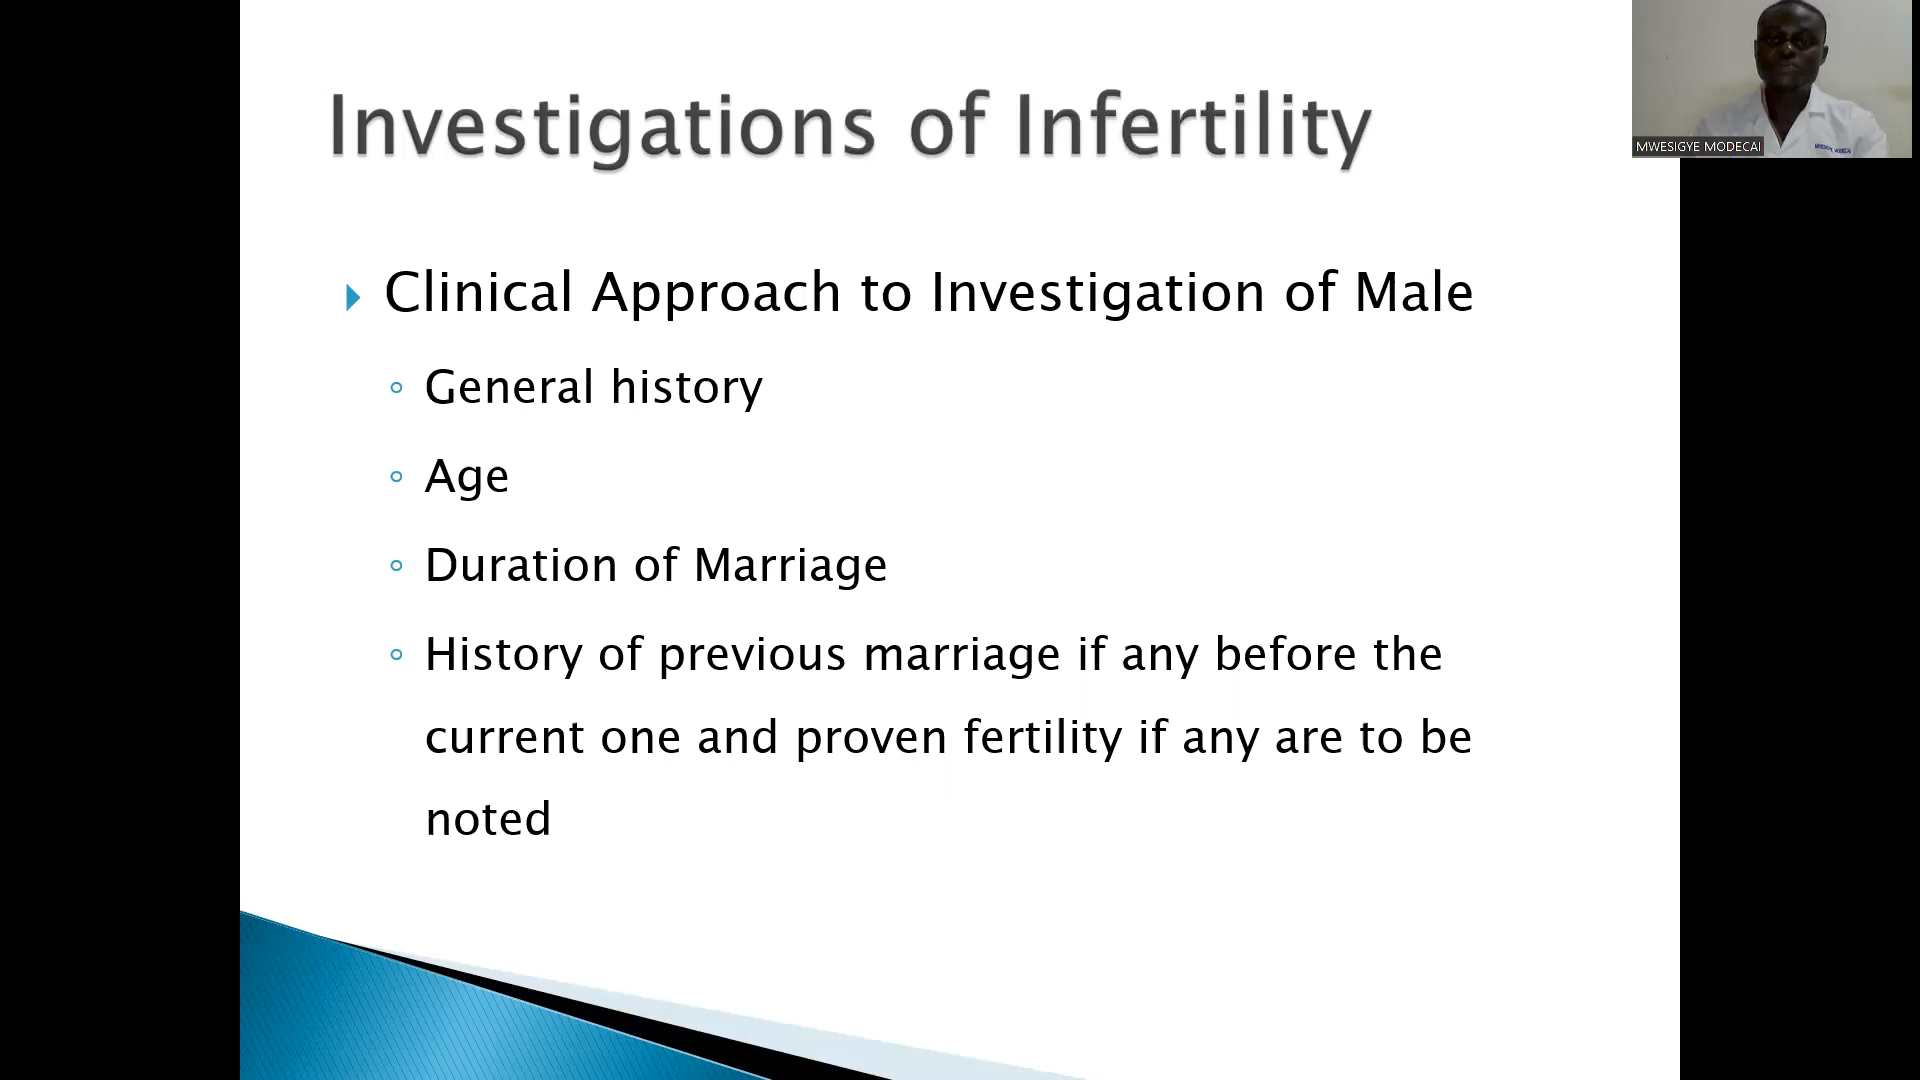 Investigations of Infertility
Clinical Approach to Investigation of Male
General history
Age
Duration of Marriage
History of previous marriage if any before the
current one and proven fertility if any are to be
noted
MWESIGYE MODECAI